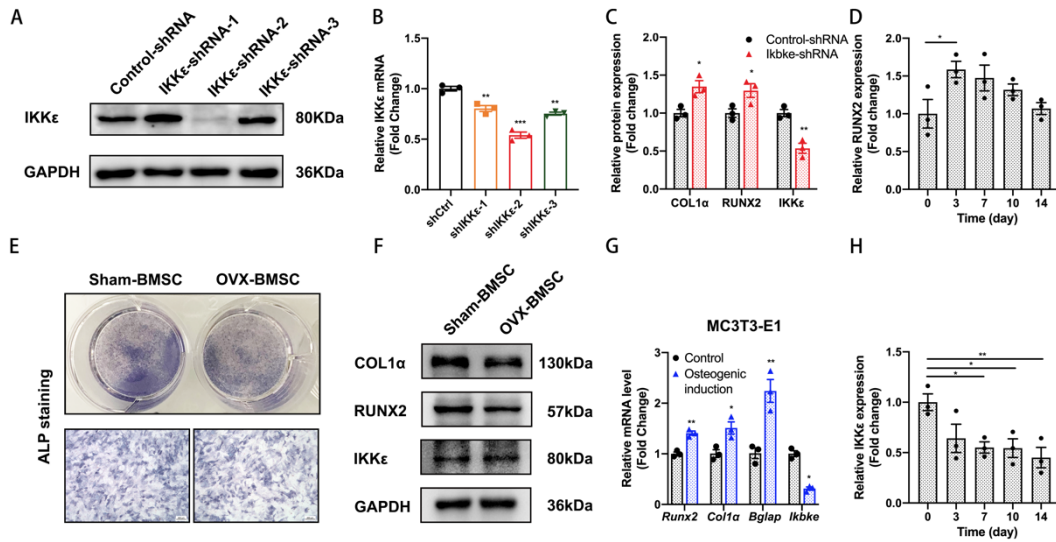 A
Control-shRNA
IKKε-shRNA-1
IKKε-shRNA-2
IKKε-shRNA-3
IKKε
80KDa
GAPDH
36KDa
B
Relative IKKε mRNA
(Fold Change)
1.5
1.0
0.5
0.0
**
***
**
shCtrl
shIKKε-1
shIKKε-2
shIKKε-3
C
Control-shRNA
Ikbke-shRNA
Relative protein expression
(Fold Change)
2.0
1.5
1.0
0.5
0.0
*
*
**
COL1α
RUNX2
IKKε
D
Relative RUNX2 expression
(Fold Change)
2.0
1.5
1.0
0.5
0.0
*
0
3
7
10
14
Time (day)
E
Sham-BMSC
OVX-BMSC
ALP staining
F
Sham-BMSC
OVX-BMSC
COL1α
130kDa
RUNX2
57kDa
IKKε
80kDa
GAPDH
36kDa
G
MC3T3-E1
Control
Osteogenic
induction
Relative mRNA level
(Fold Change)
3
2
1
0
**
*
**
*
Runx2
Col1α
Bglap
Ikbke
H
Relative IKKε expression
(Fold Change)
1.5
1.0
0.5
0.0
**
*
*
0
3
7
10
14
Time (day)